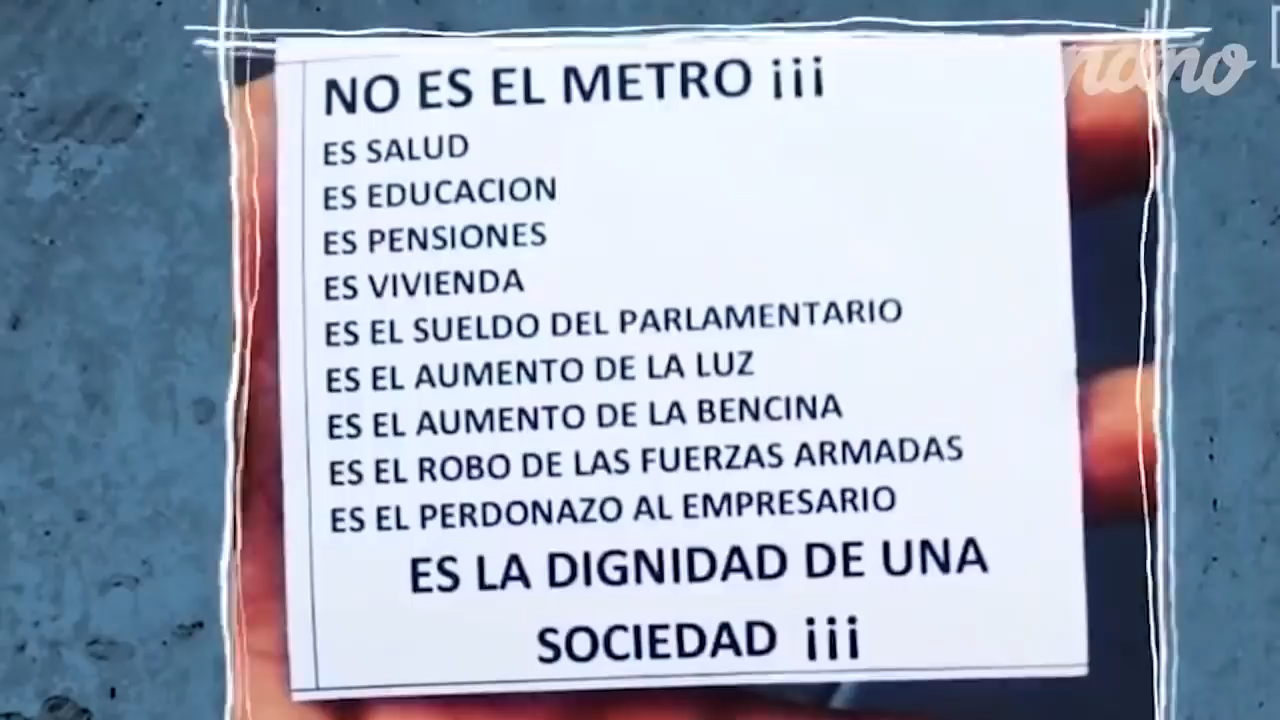 nano
NO ES EL METRO ¡¡¡
ES SALUD
ES EDUCACION
ES PENSIONES
ES VIVIENDA
ES EL SUELDO DEL PARLAMENTARIO
ES EL AUMENTO DE LA LUZ
ES EL AUMENTO DE LA BENCINA
ES EL ROBO DE LAS FUERZAS ARMADAS
ES EL PERDONAZO AL EMPRESARIO
ES LA DIGNIDAD DE UNA
SOCIEDAD ¡¡¡